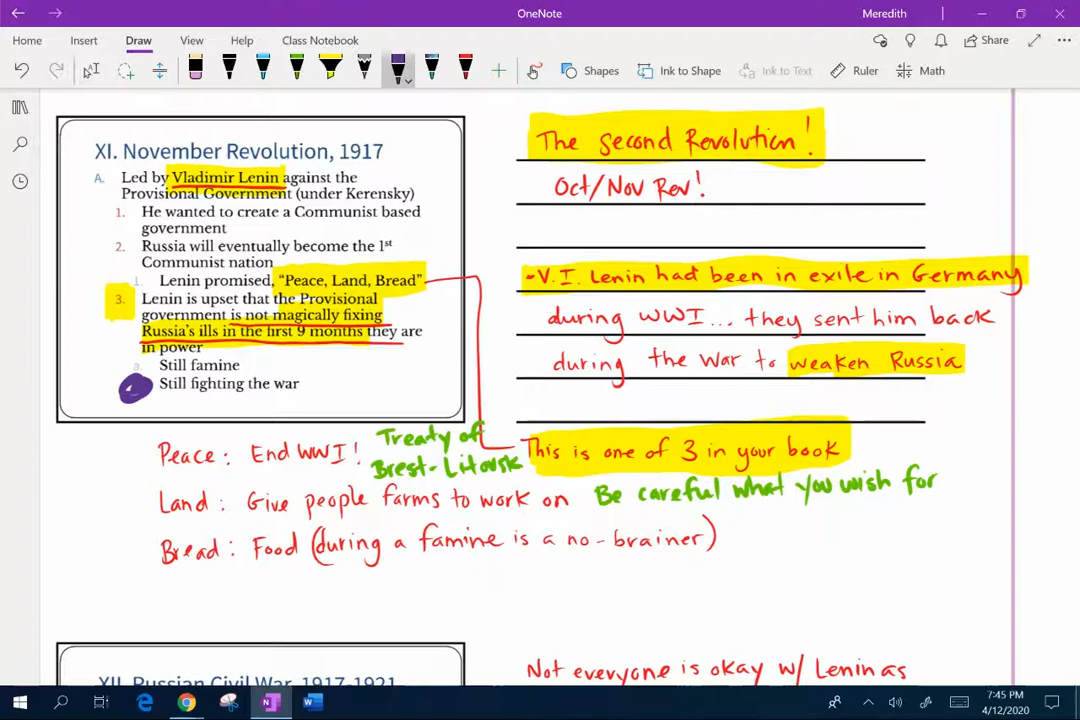 OneNote
Meredith
Home Insert Draw View Help Class Notebook
Share
Shapes Ink to Shape Ink to Text Ruler Math
XI. November Revolution, 1917
A. Led by Vladimir Lenin against the
Provisional Government (under Kerensky)
1. He wanted to create a Communist based
government
2. Russia will eventually become the 1st
Communist nation
1. Lenin promised, “Peace, Land, Bread”
3. Lenin is upset that the Provisional
government is not magically fixing
Russia's ills in the first 9 months they are
in power
a. Still famine
Still fighting the war
The second Revolution!
Oct/Nov Rev!
-V.I. Lenin had been in exile in Germany
during WWI... they sent him back
during the war to weaken Russia
This is one of 3 in your book
Peace: End WWI! Treaty of
Brest-Litovsk
Land: Give people farms to work on Be careful what you wish for
Bread: Food (during a famine is a no-brainer)
XII. Russian Civil War, 1917-1921
Not everyone is okay w/ Lenin as
7:45 PM
4/12/2020